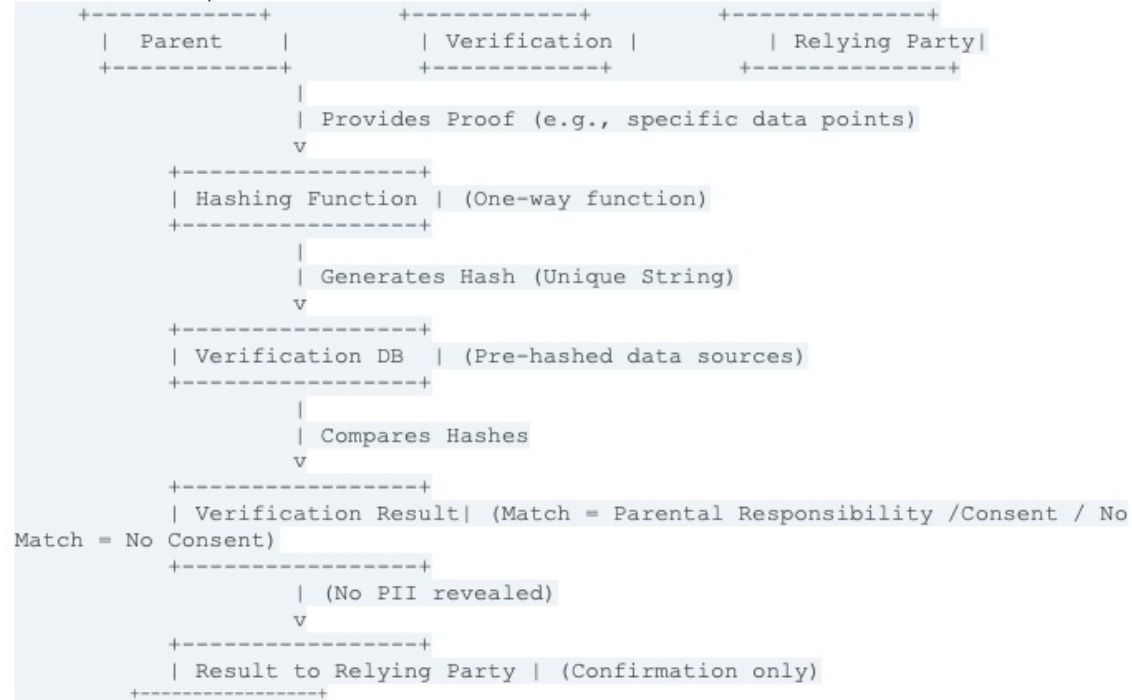 +-------------+ +------------+ +---------------+
| Parent | | Verification | | Relying Party|
+-------------+ +-------------+ +---------------+
|
| Provides Proof (e.g., specific data points)
v
+------------------+
| Hashing Function | (One-way function)
+------------------+
|
| Generates Hash (Unique String)
v
+------------------+
| Verification DB | (Pre-hashed data sources)
+------------------+
|
| Compares Hashes
v
+------------------+
| Verification Result| (Match = Parental Responsibility /Consent / No
Match = No Consent)
+------------------+
| (No PII revealed)
v
+------------------+
| Result to Relying Party | (Confirmation only)
+-----------------+